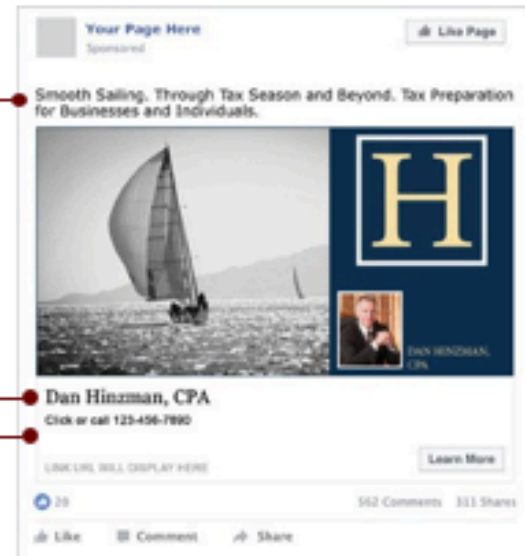 Your Page Here
Sponsored
Like Page
Smooth Sailing. Through Tax Season and Beyond. Tax Preparation
for Businesses and Individuals.
H
DAN HINZMAN,
CPA
Dan Hinzman, CPA
Click or call 123-456-7890
LINK URL WILL DISPLAY HERE
Learn More
20
562 Comments 311 Shares
Like Comment Share